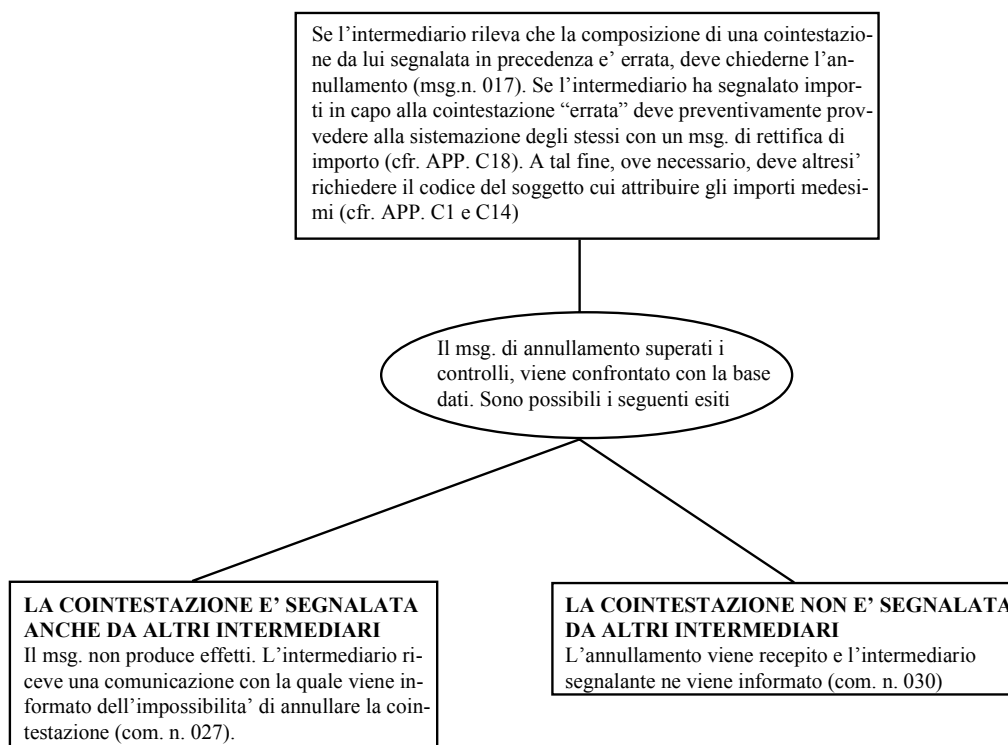 Se l’intermediario rileva che la composizione di una cointestazio-
ne da lui segnalata in precedenza e’ errata, deve chiederne l’an-
nullamento (msg.n. 017). Se l’intermediario ha segnalato impor-
ti in capo alla cointestazione “errata” deve preventivamente prov-
vedere alla sistemazione degli stessi con un msg. di rettifica di
importo (cfr. APP. C18). A tal fine, ove necessario, deve altresi’
richiedere il codice del soggetto cui attribuire gli importi medesi-
mi (cfr. APP. C1 e C14)
Il msg. di annullamento superati i
controlli, viene confrontato con la base
dati. Sono possibili i seguenti esiti
LA COINTESTAZIONE E’ SEGNALATA
ANCHE DA ALTRI INTERMEDIARI
Il msg. non produce effetti. L’intermediario ri-
ceve una comunicazione con la quale viene in-
formato dell’impossibilita’ di annullare la coin-
testazione (com. n. 027).
LA COINTESTAZIONE NON E’ SEGNALATA
DA ALTRI INTERMEDIARI
L’annullamento viene recepito e l’intermediario
segnalante ne viene informato (com. n. 030)